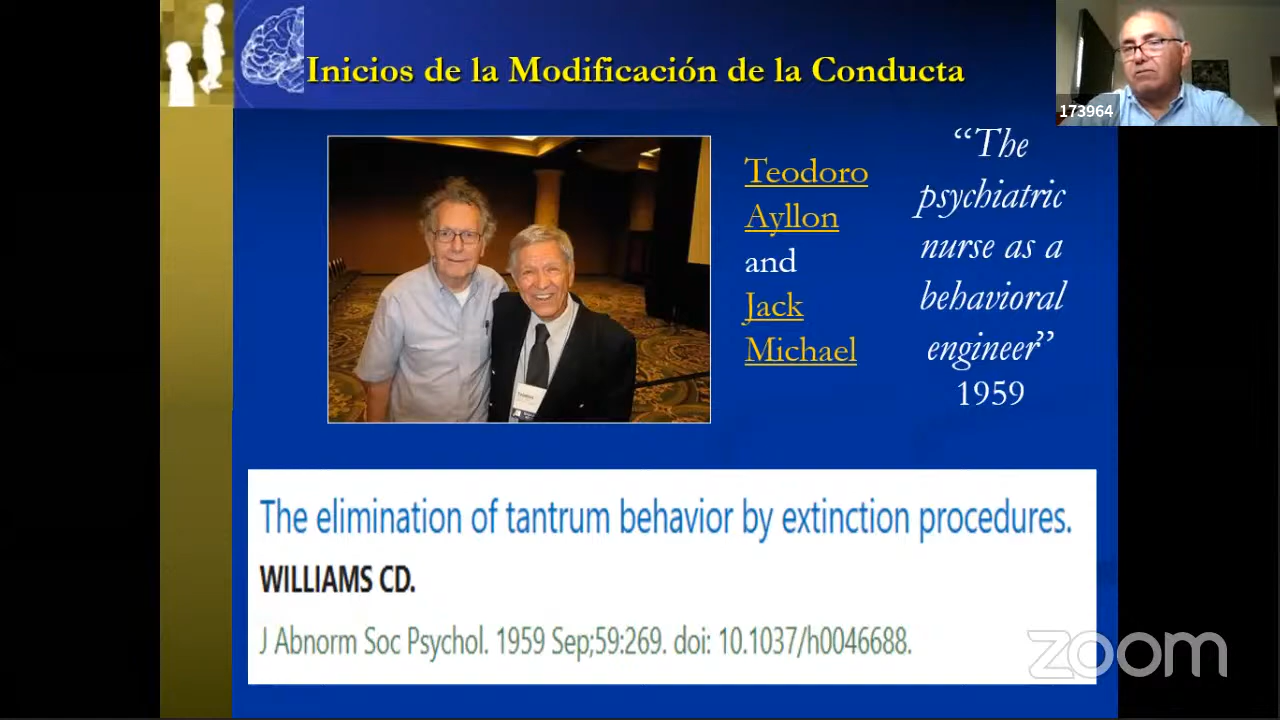 Inicios de la Modificación de la Conducta
173964
Teodoro
Ayllon
and
Jack
Michael
“The
psychiatric
nurse as a
behavioral
engineer”
1959
The elimination of tantrum behavior by extinction procedures.
WILLIAMS CD.
J Abnorm Soc Psychol. 1959 Sep;59:269. doi: 10.1037/h0046688.
zoom